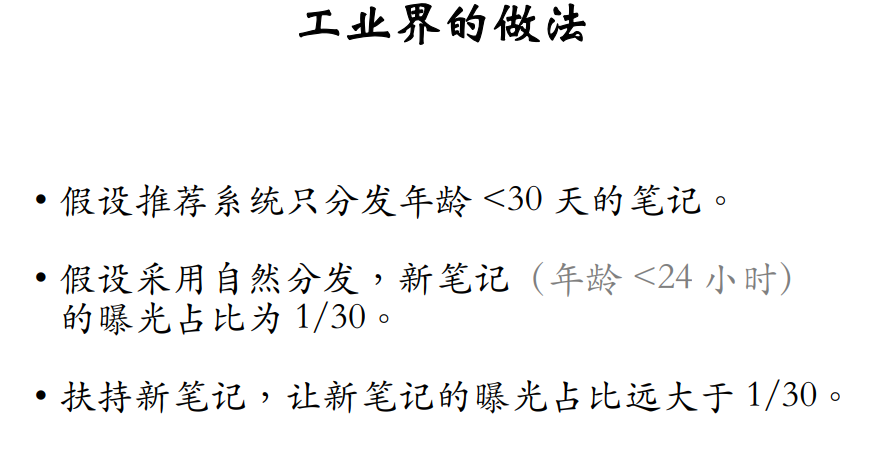 工业界的做法
• 假设推荐系统只分发年龄 <30 天的笔记。
• 假设采用自然分发，新笔记（年龄 <24 小时）
的曝光占比为 1/30。
• 扶持新笔记，让新笔记的曝光占比远大于 1/30。